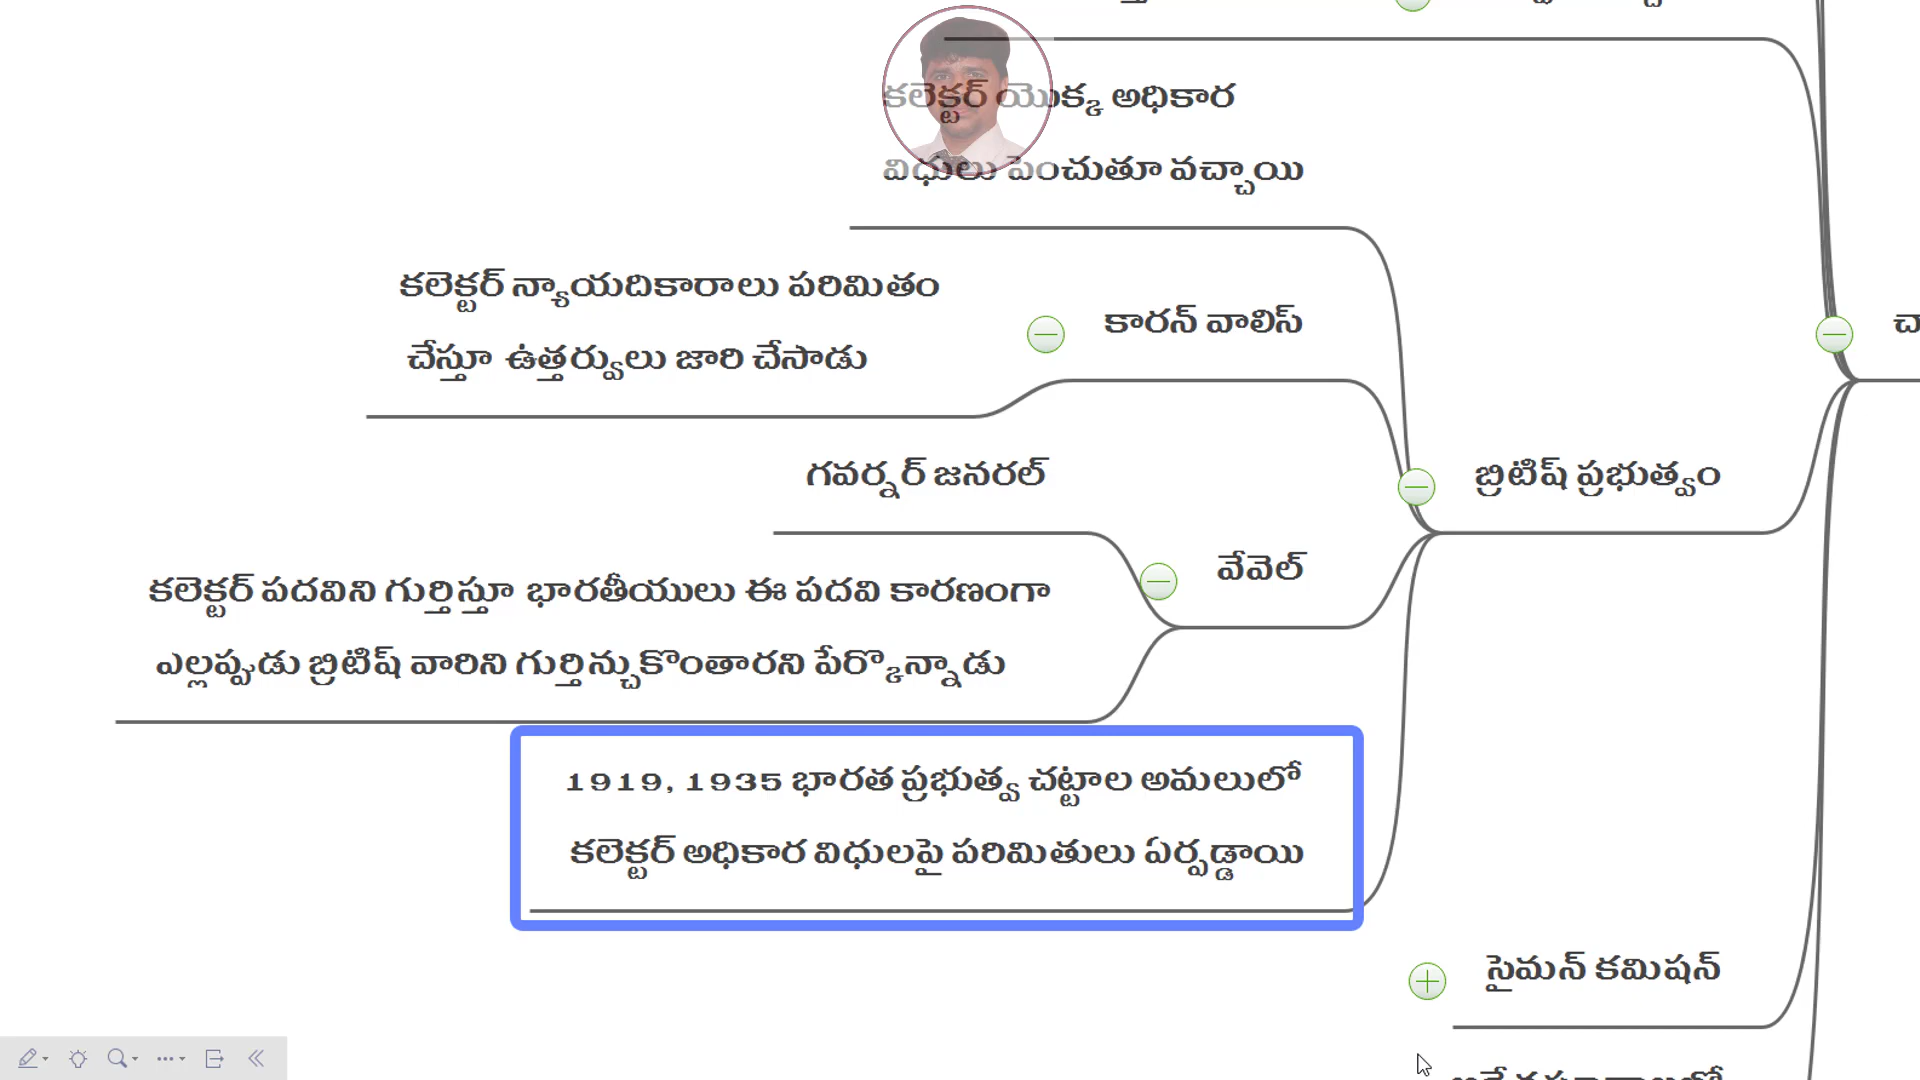 కలెక్టర్ యొక్క అధికార
విధులు పెంచుతూ వచ్చాయి
కలెక్టర్ న్యాయదికారాలు పరిమితం
చేస్తూ ఉత్తర్వులు జారి చేసాడు
కారన్ వాలిస్
చా
గవర్నర్ జనరల్
బ్రిటిష్ ప్రభుత్వం
వేవెల్
కలెక్టర్ పదవిని గుర్తిస్తూ భారతీయులు ఈ పదవి కారణంగా
ఎల్లప్పుడు బ్రిటిష్ వారిని గుర్తిన్చుకొంతారని పేర్కొన్నాడు
1919, 1935 భారత ప్రభుత్వ చట్టాల అమలులో
కలెక్టర్ అధికార విధులపై పరిమితులు ఏర్పడ్డాయి
సైమన్ కమిషన్